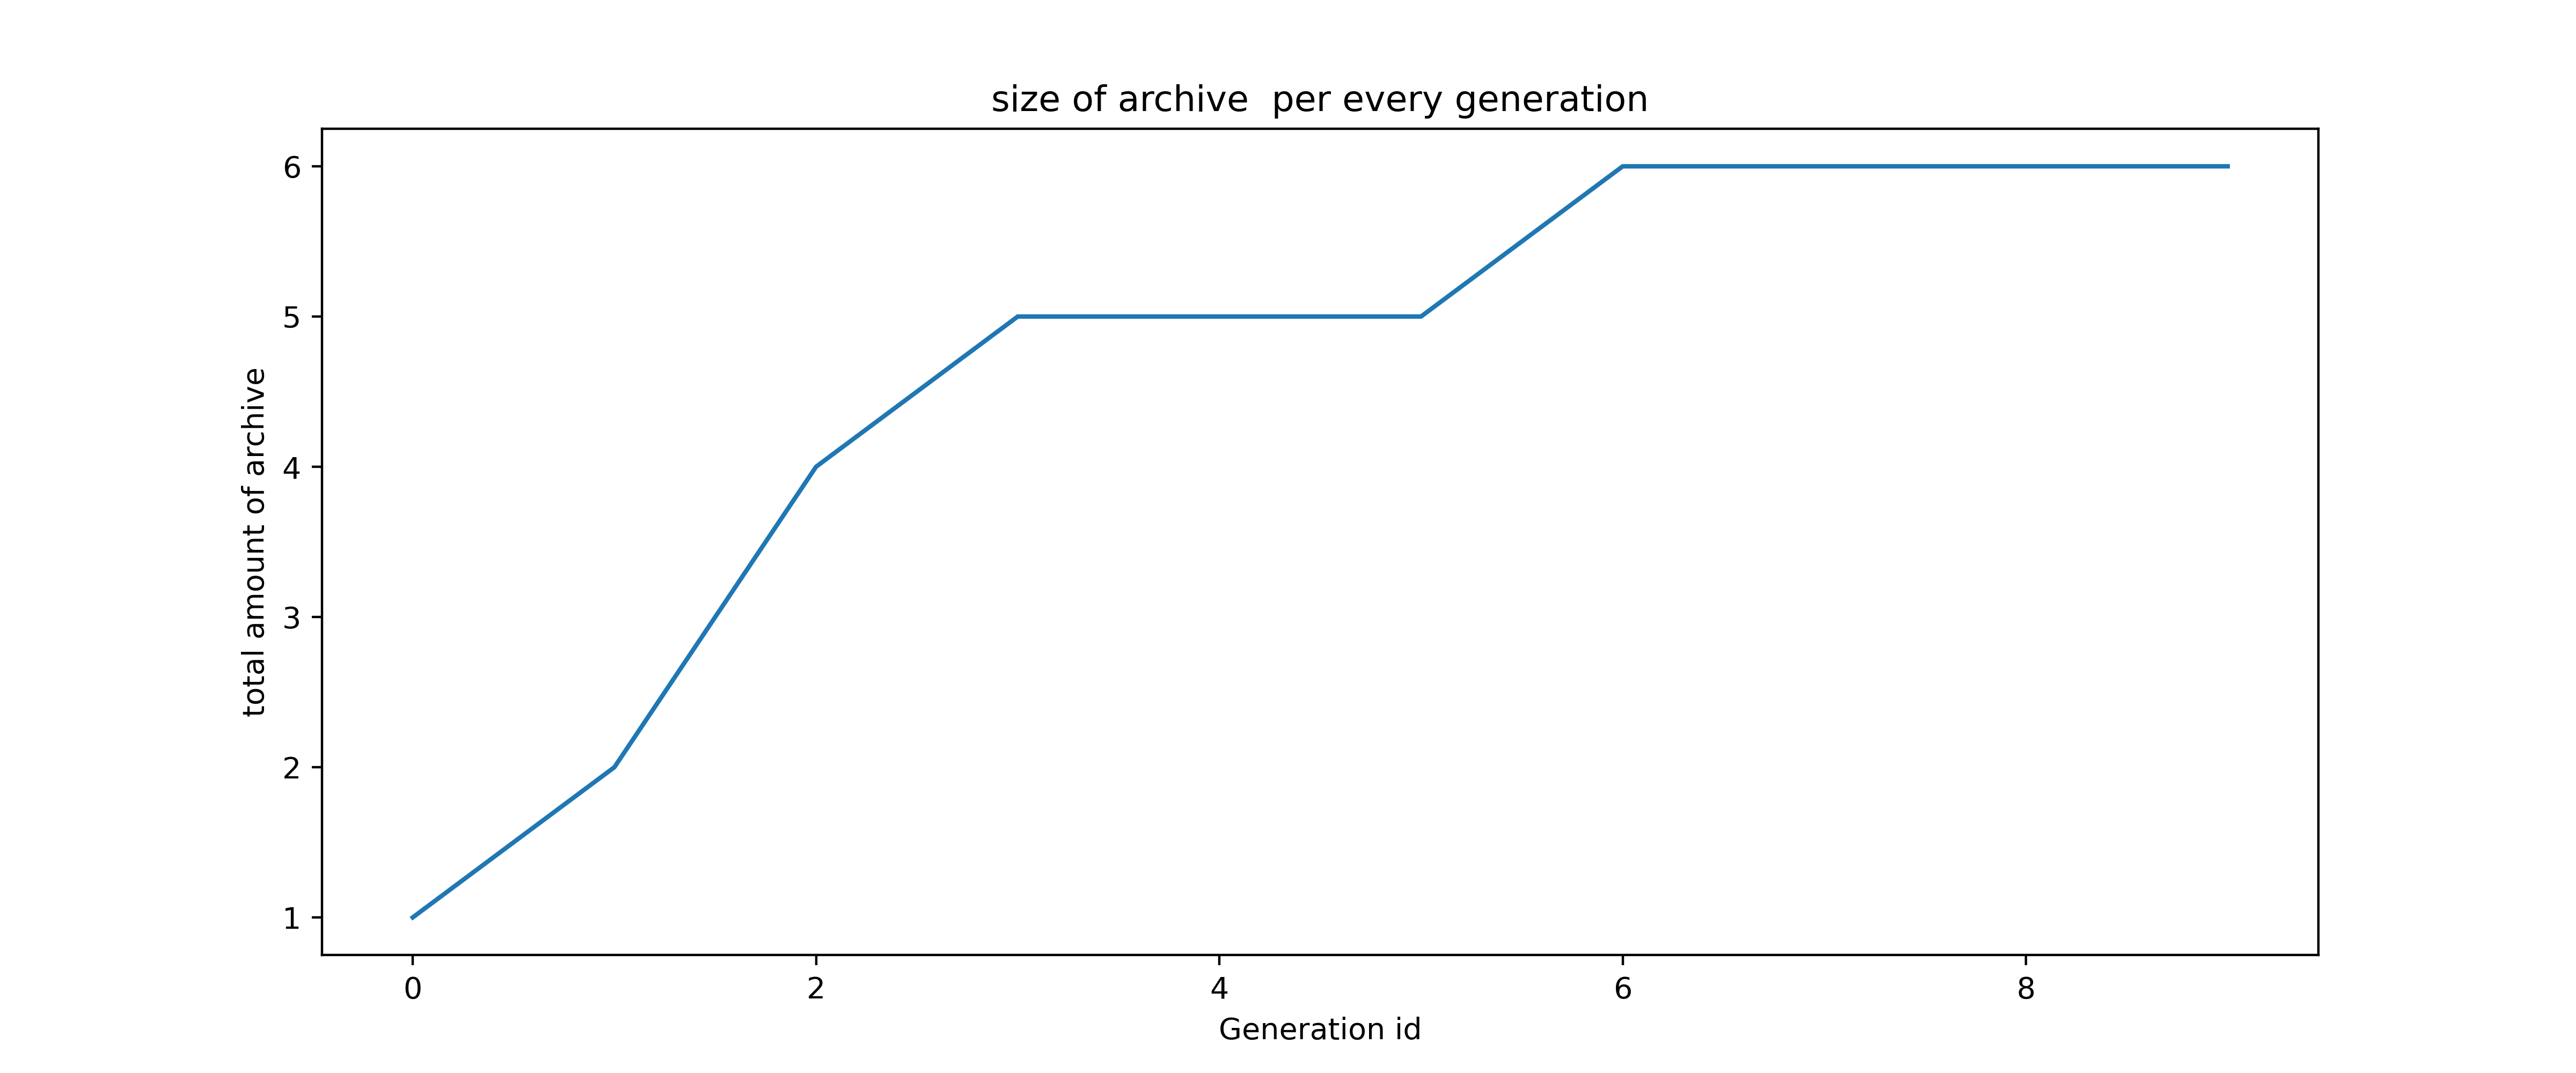 size of archive  per every generation
total amount of archive
6
5
4
3
2
1
0 2 4 6 8
Generation id